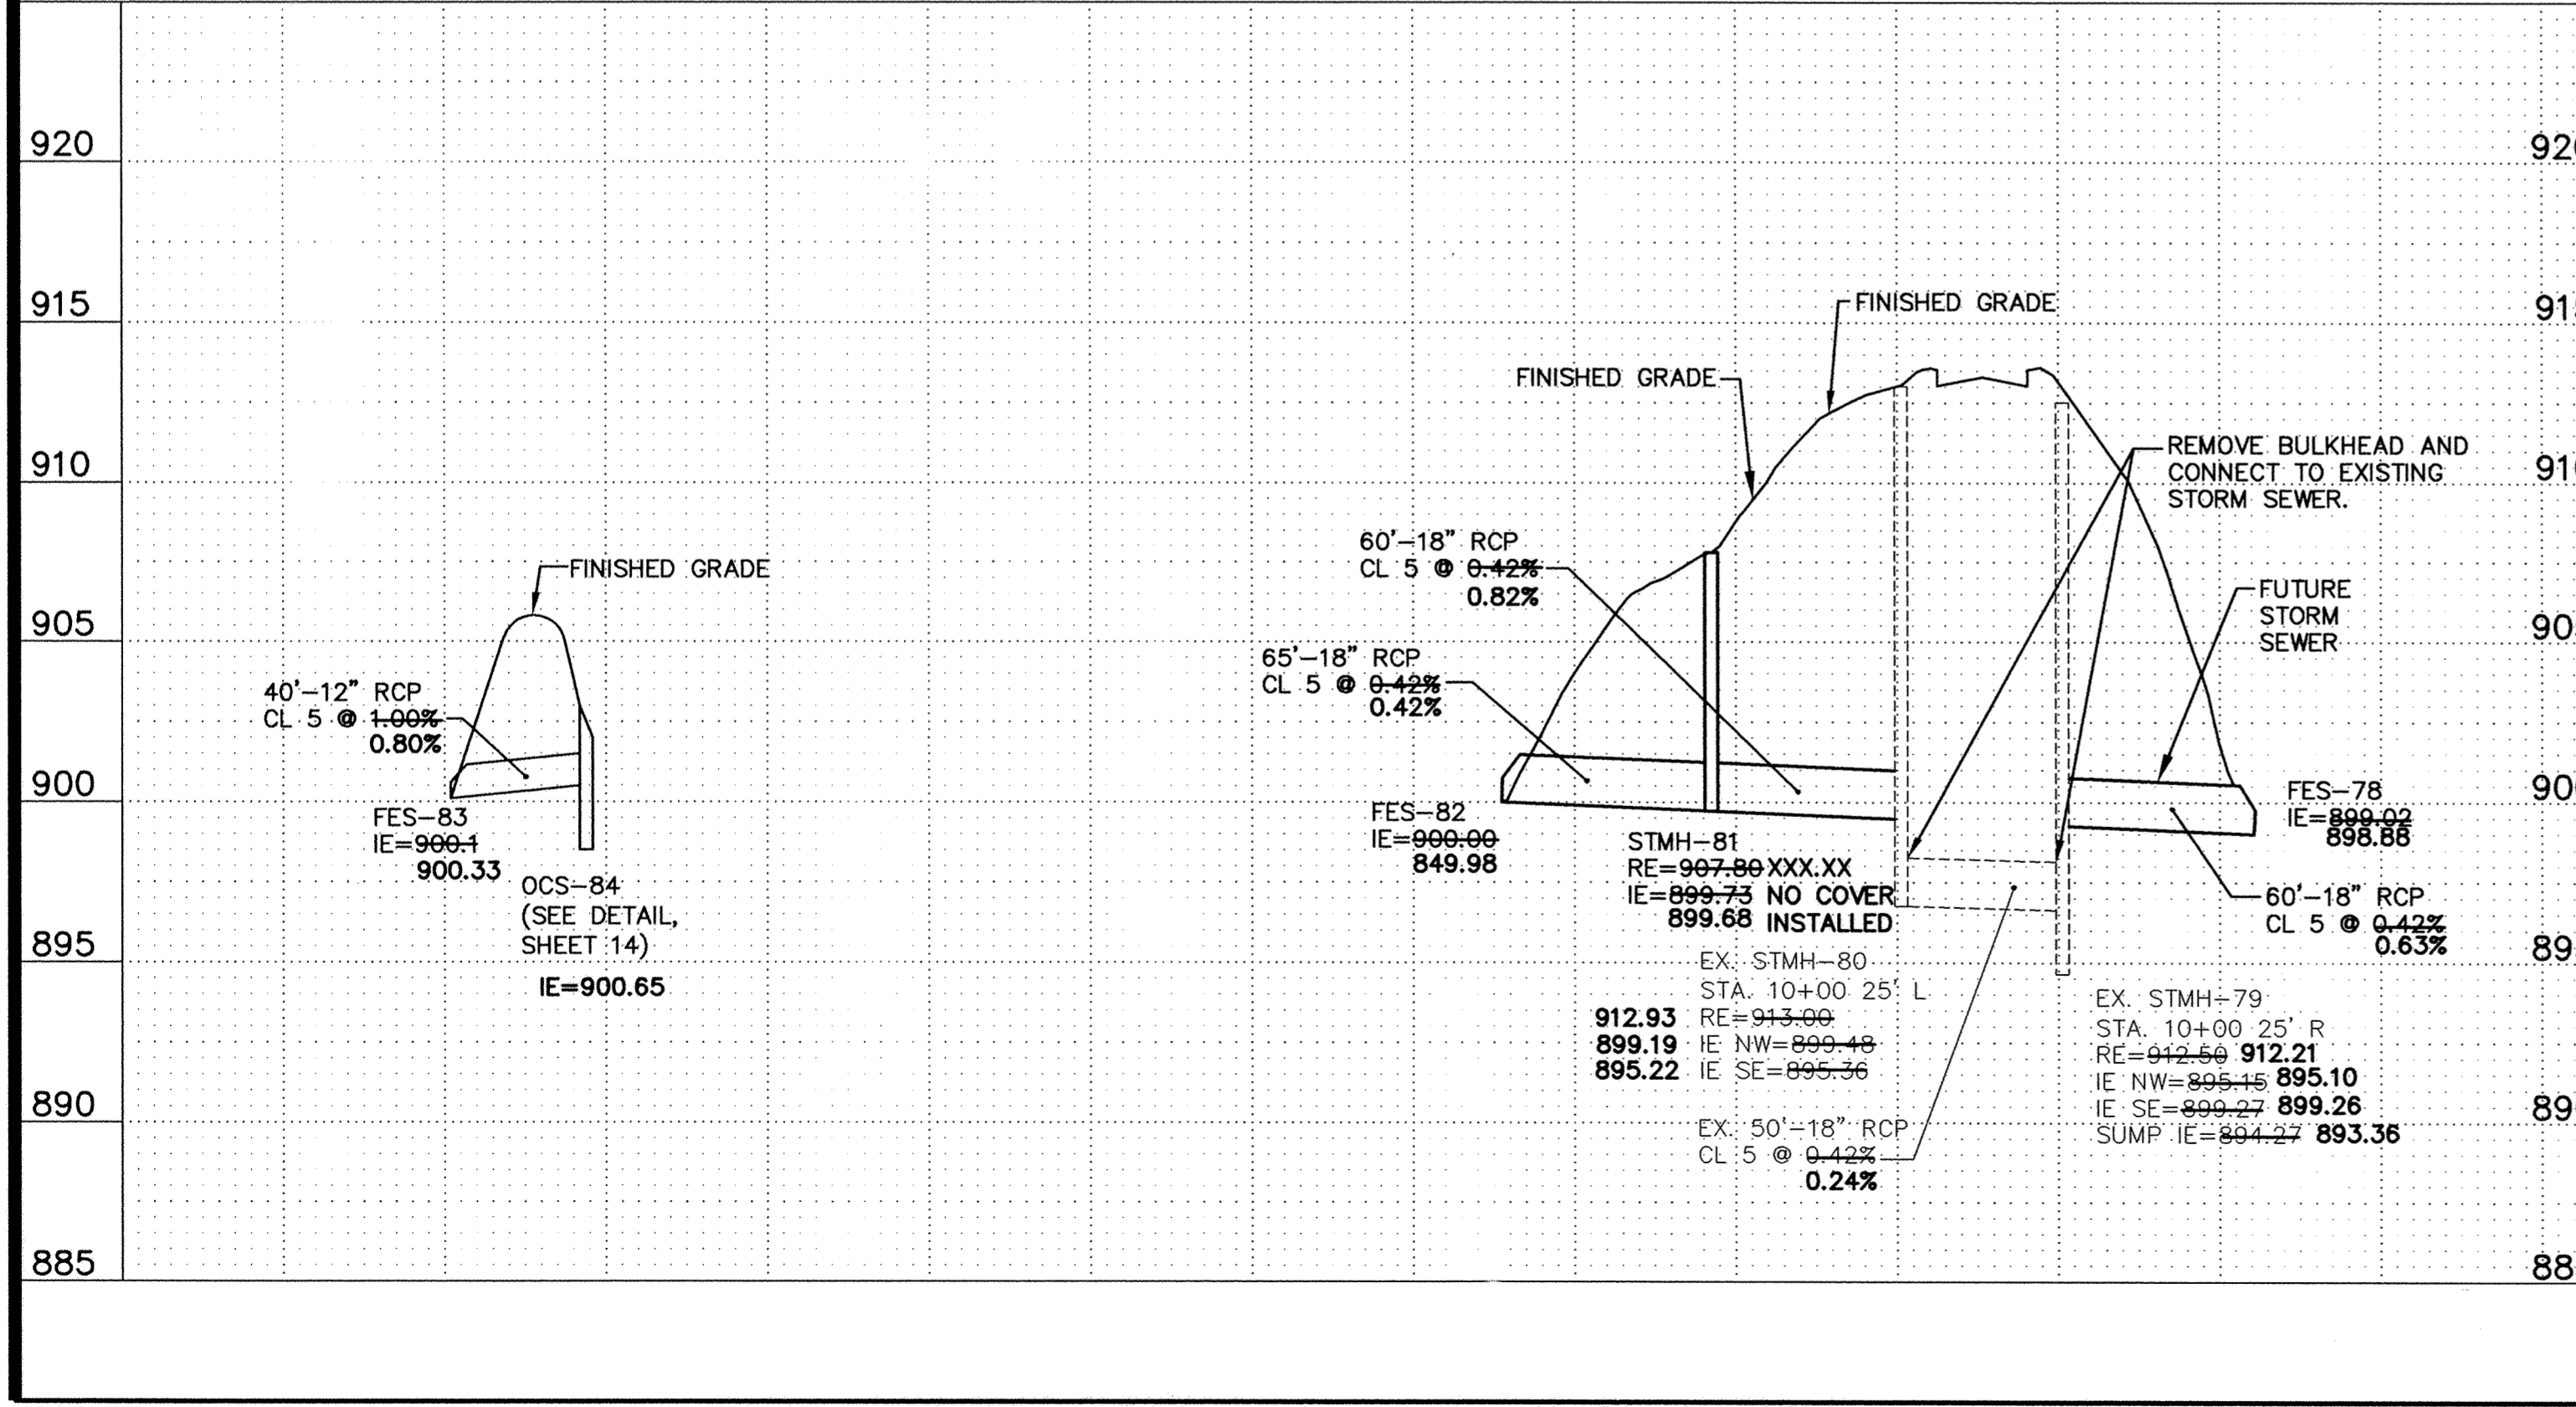 920
915
910
905
900
895
890
885
FINISHED GRADE
40'-12" RCP
CL 5 @ 1.00%
0.80%
FES-83
IE=900.1
900.33
OCS-84
(SEE DETAIL,
SHEET 14)
IE=900.65
FINISHED GRADE
FINISHED GRADE
60'-18" RCP
CL 5 @ 0.42%
0.82%
65'-18" RCP
CL 5 @ 0.42%
0.42%
FES-82
IE=900.00
849.98
STMH-81
RE=907.80 XXX.XX
IE=899.73 NO COVER
899.68 INSTALLED
EX. STMH-80
STA. 10+00 25' L
912.93 RE=913.00
899.19 IE NW=899.48
895.22 IE SE=895.36
EX. 50'-18" RCP
CL 5 @ 0.42%
0.24%
REMOVE BULKHEAD AND
CONNECT TO EXISTING
STORM SEWER.
FUTURE
STORM
SEWER
FES-78
IE=899.02
898.88
60'-18" RCP
CL 5 @ 0.42%
0.63%
EX. STMH-79
STA. 10+00 25' R
RE=912.50 912.21
IE NW=895.15 895.10
IE SE=899.27 899.26
SUMP IE=894.27 893.36
92
91
91
90
90
89
89
88